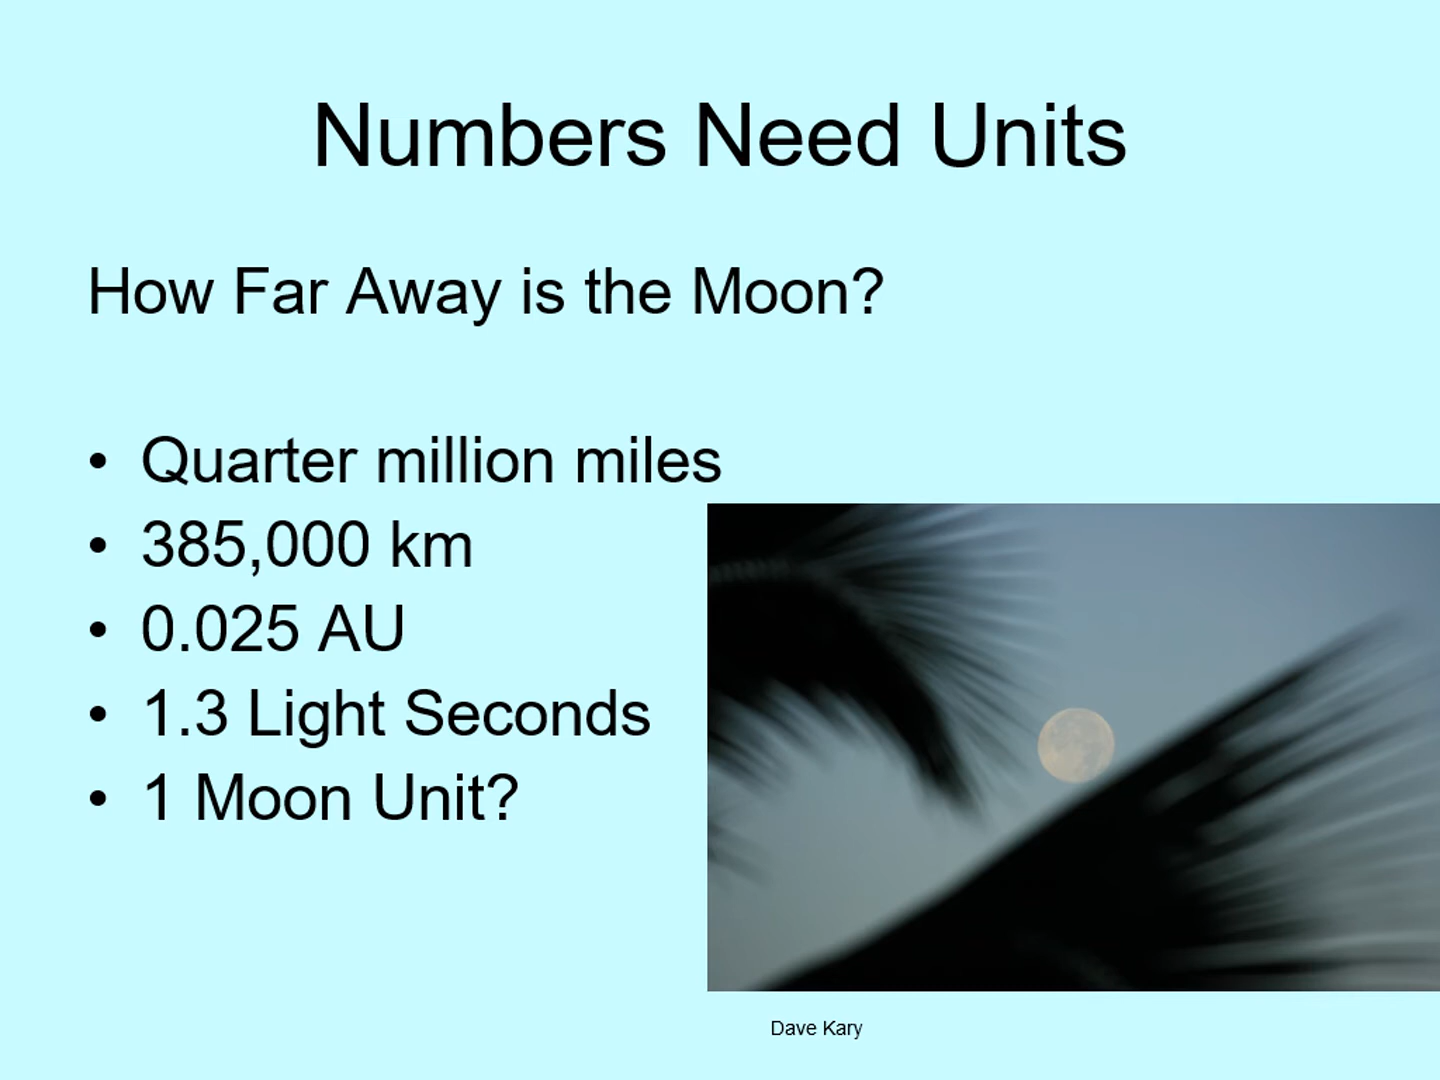 Numbers Need Units
How Far Away is the Moon?
• Quarter million miles
• 385,000 km
• 0.025 AU
• 1.3 Light Seconds
• 1 Moon Unit?
Dave Kary